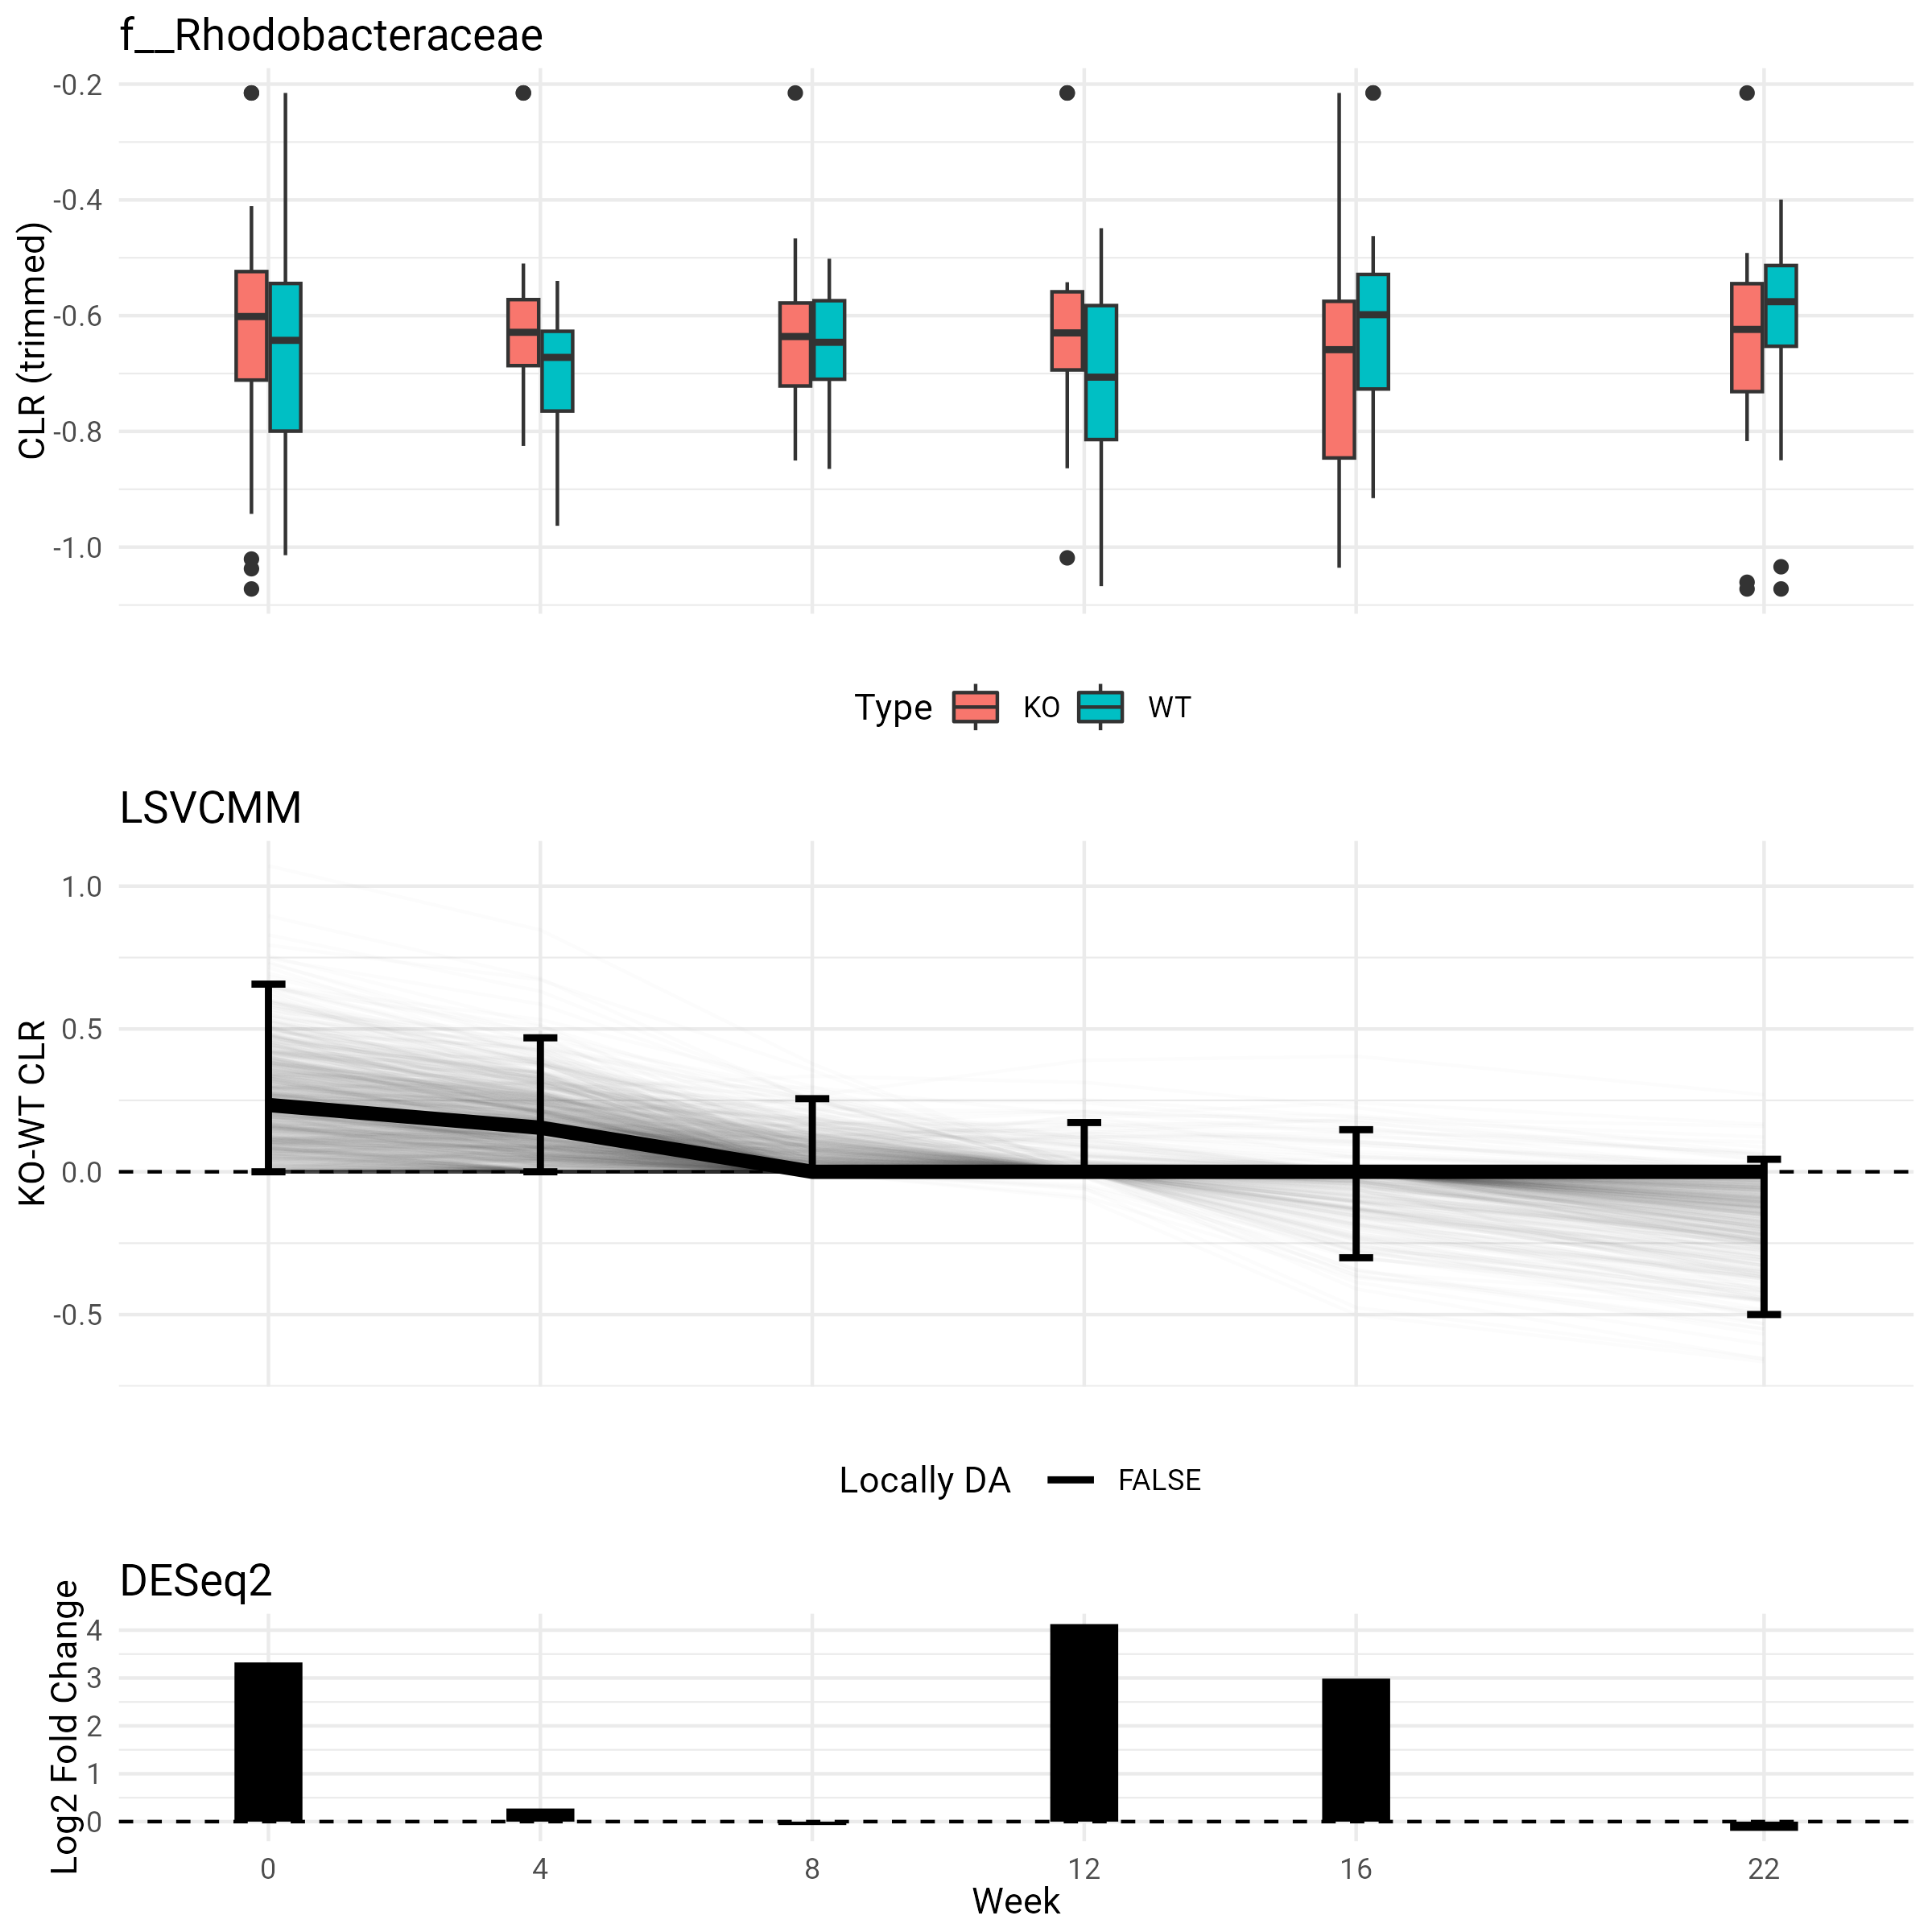 f__Rhodobacteraceae
CLR (trimmed)
-0.2
-0.4
-0.6
-0.8
-1.0
Type KO WT
LSVCMM
KO-WT CLR
1.0
0.5
0.0
-0.5
Locally DA FALSE
DESeq2
Log2 Fold Change
4
3
2
1
0
0 4 8 12 16 22
Week